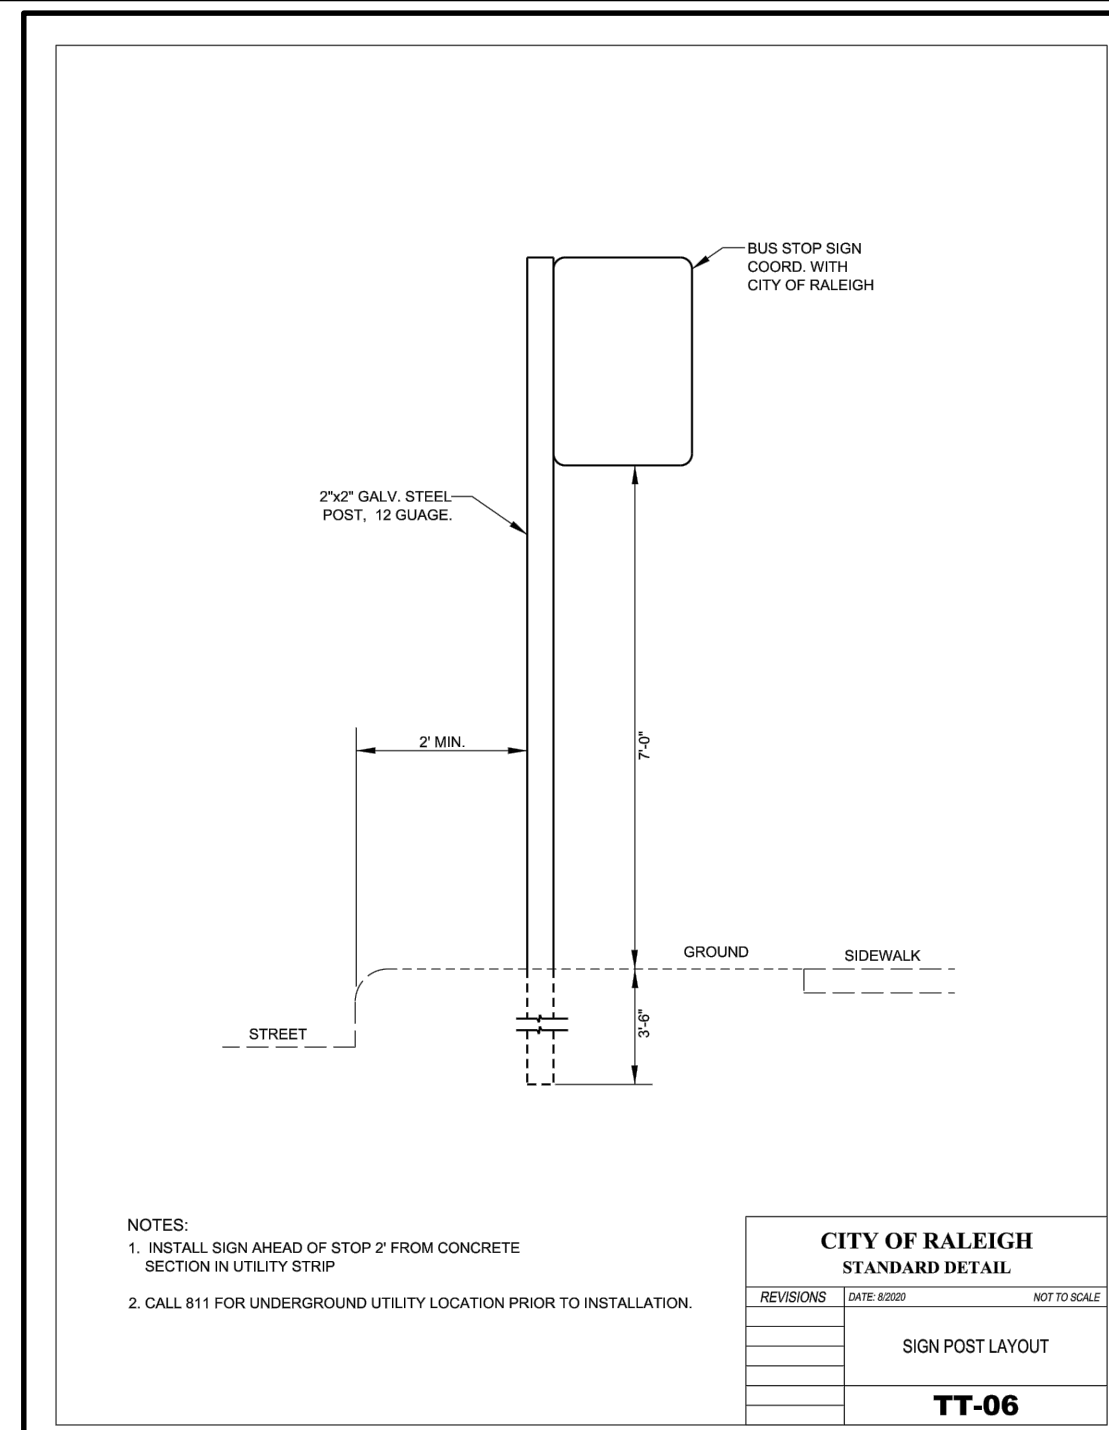 BUS STOP SIGN
COORD. WITH
CITY OF RALEIGH
2"x2" GALV. STEEL
POST, 12 GUAGE.
2' MIN.
7'-0"
GROUND
SIDEWALK
3'-6"
STREET
NOTES:
1. INSTALL SIGN AHEAD OF STOP 2' FROM CONCRETE
SECTION IN UTILITY STRIP
2. CALL 811 FOR UNDERGROUND UTILITY LOCATION PRIOR TO INSTALLATION.
CITY OF RALEIGH
STANDARD DETAIL
REVISIONS
DATE: 8/2020
NOT TO SCALE
SIGN POST LAYOUT
TT-06